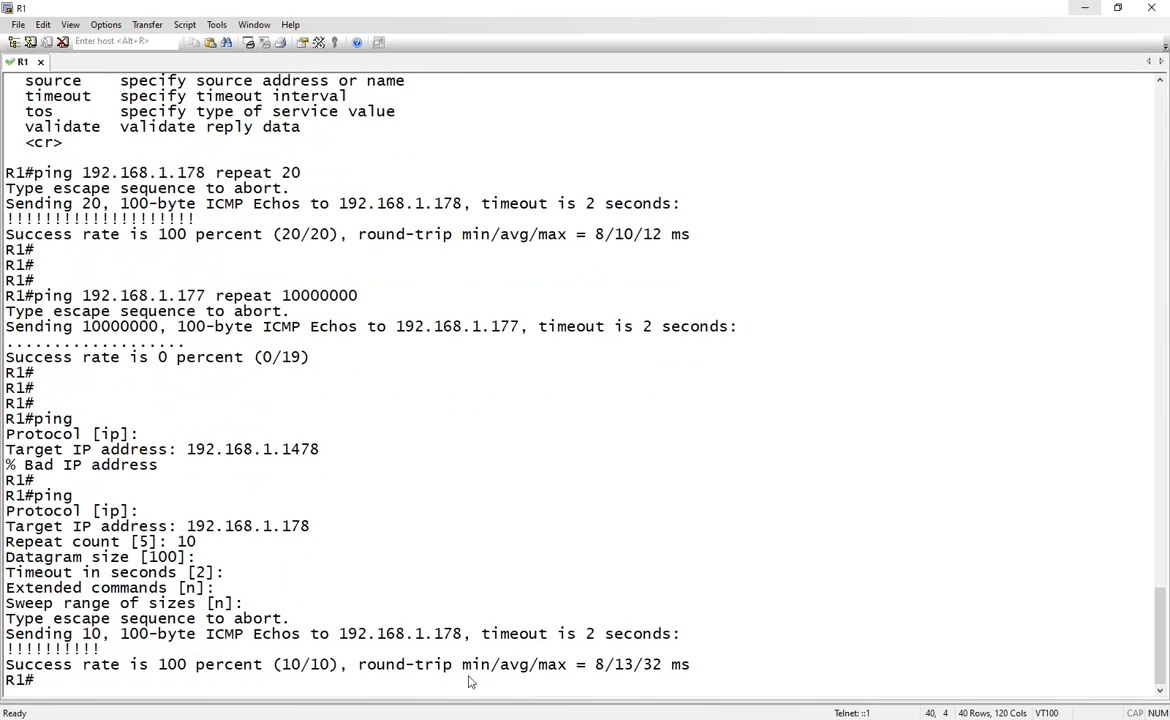 R1
File Edit View Options Transfer Script Tools Window Help
Enter host <Alt+R>
R1
source specify source address or name
timeout specify timeout interval
tos specify type of service value
validate validate reply data
<cr>
R1#ping 192.168.1.178 repeat 20
Type escape sequence to abort.
Sending 20, 100-byte ICMP Echos to 192.168.1.178, timeout is 2 seconds:
!!!!!!!!!!!!!!!!!!!!
Success rate is 100 percent (20/20), round-trip min/avg/max = 8/10/12 ms
R1#
R1#
R1#
R1#ping 192.168.1.177 repeat 10000000
Type escape sequence to abort.
Sending 10000000, 100-byte ICMP Echos to 192.168.1.177, timeout is 2 seconds:
...................
Success rate is 0 percent (0/19)
R1#
R1#
R1#
R1#ping
Protocol [ip]:
Target IP address: 192.168.1.1478
% Bad IP address
R1#
R1#ping
Protocol [ip]:
Target IP address: 192.168.1.178
Repeat count [5]: 10
Datagram size [100]:
Timeout in seconds [2]:
Extended commands [n]:
Sweep range of sizes [n]:
Type escape sequence to abort.
Sending 10, 100-byte ICMP Echos to 192.168.1.178, timeout is 2 seconds:
!!!!!!!!!!
Success rate is 100 percent (10/10), round-trip min/avg/max = 8/13/32 ms
R1#
Ready Telnet: ::1 40, 4 40 Rows, 120 Cols VT100 CAP NUM